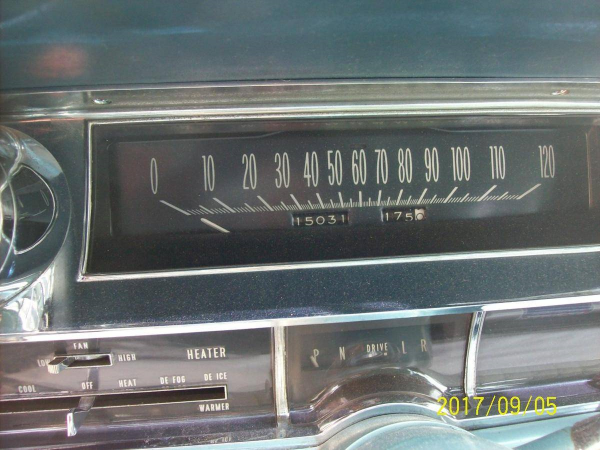 0 10 20 30 40 50 60 70 80 90 100 110 120
15031 175
FAN
LOW HIGH HEATER
COOL OFF HEAT DE FOG DE ICE
WARMER
P N DRIVE L R
2017/09/05